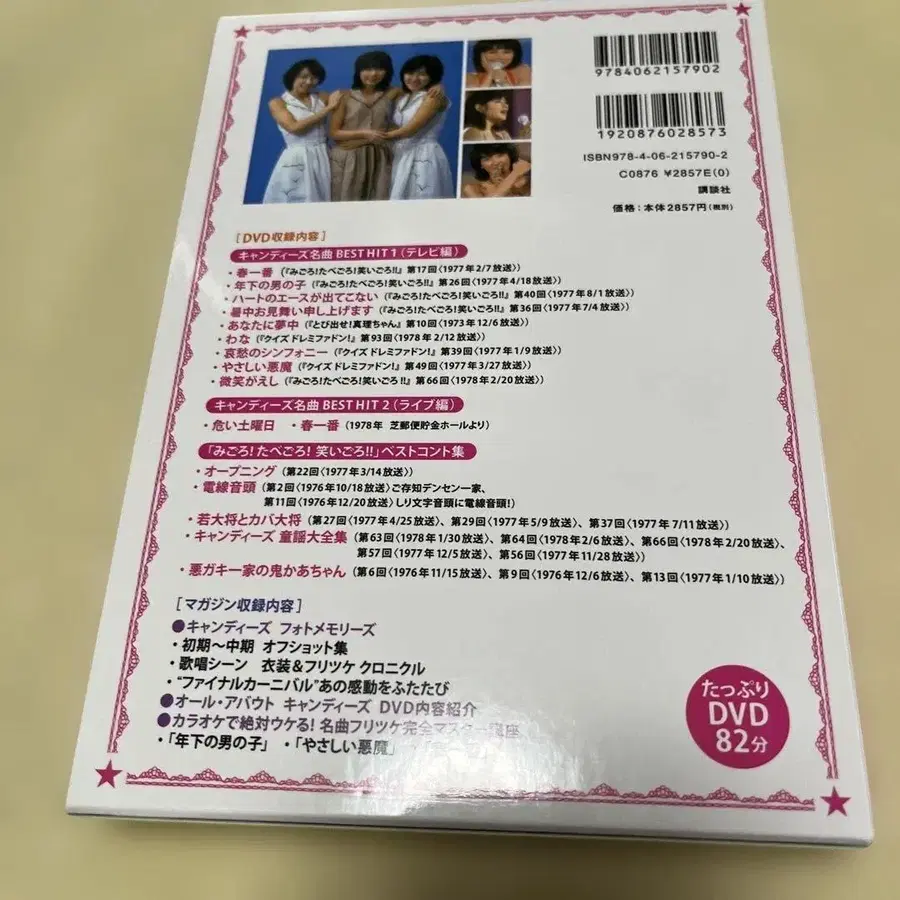 9784062157902
1920876028573
ISBN978-4-06-215790-2
C0876 ¥2857E(0)
講談社
価格：本体2857円（税別）
［DVD収録内容］
キャンディーズ名曲 BEST HIT 1（テレビ編）
・春一番（『みごろ！たべごろ！笑いごろ!!』第17回〈1977年2/7放送〉）
・年下の男の子（『みごろ！たべごろ！笑いごろ!!』第26回〈1977年4/18放送〉）
・ハートのエースが出てこない（『みごろ！たべごろ！笑いごろ!!』第40回〈1977年8/1放送〉）
・暑中お見舞い申し上げます（『みごろ！たべごろ！笑いごろ!!』第36回〈1977年7/4放送〉）
・あなたに夢中（『とび出せ！真理ちゃん』第10回〈1973年12/6放送〉）
・わな（『クイズ ドレミファドン！』第93回〈1978年2/12放送〉）
・哀愁のシンフォニー（『クイズ ドレミファドン！』第39回〈1977年1/9放送〉）
・やさしい悪魔（『クイズ ドレミファドン！』第49回〈1977年3/27放送〉）
・微笑がえし（『みごろ！たべごろ！笑いごろ!!』第66回〈1978年2/20放送〉）
キャンディーズ名曲 BEST HIT 2（ライブ編）
・危い土曜日 ・春一番（1978年 芝郵便貯金ホールより）
「みごろ！たべごろ！笑いごろ!!」ベストコント集
・オープニング（第22回〈1977年3/14放送〉）
・電線音頭（第2回〈1976年10/18放送〉ご存知デンセン一家、
第11回〈1976年12/20放送〉しり文字音頭に電線音頭！）
・若大将とカバ大将（第27回〈1977年4/25放送〉、第29回〈1977年5/9放送〉、第37回〈1977年7/11放送〉）
・キャンディーズ 童謡大全集（第63回〈1978年1/30放送〉、第64回〈1978年2/6放送〉、第66回〈1978年2/20放送〉、
第57回〈1977年12/5放送〉、第56回〈1977年11/28放送〉）
・悪ガキ一家の鬼かあちゃん（第6回〈1976年11/15放送〉、第9回〈1976年12/6放送〉、第13回〈1977年1/10放送〉）
［マガジン収録内容］
●キャンディーズ フォトメモリーズ
・初期～中期 オフショット集
・歌唱シーン 衣装＆フリツケ クロニクル
・“ファイナルカーニバル”あの感動をふたたび
●オール・アバウト キャンディーズ DVD内容紹介
●カラオケで絶対ウケる！名曲フリツケ完全マスター講座
・「年下の男の子」・「やさしい悪魔」
たっぷり
DVD
82分